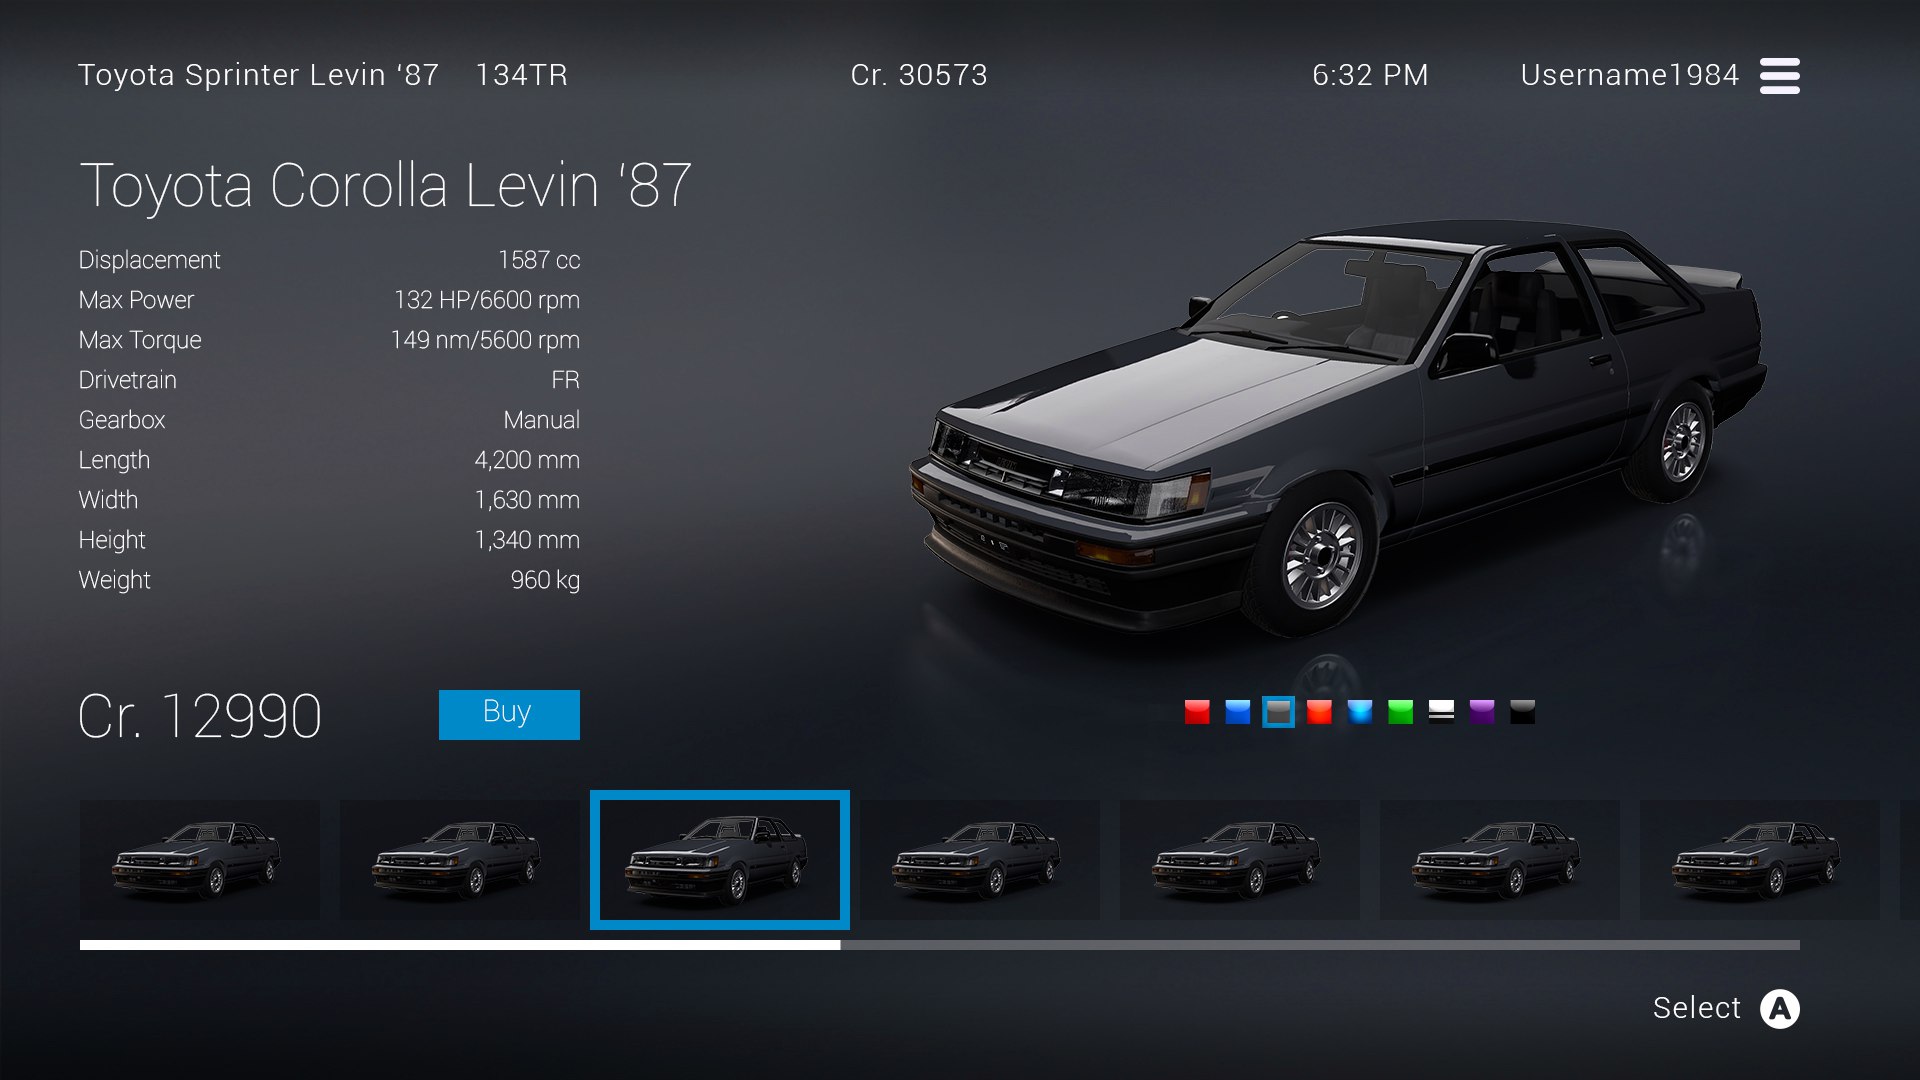 Toyota Sprinter Levin ‘87 134TR Cr. 30573 6:32 PM Username1984
Toyota Corolla Levin ‘87
Displacement 1587 cc
Max Power 132 HP/6600 rpm
Max Torque 149 nm/5600 rpm
Drivetrain FR
Gearbox Manual
Length 4,200 mm
Width 1,630 mm
Height 1,340 mm
Weight 960 kg
Cr. 12990 Buy
Select A